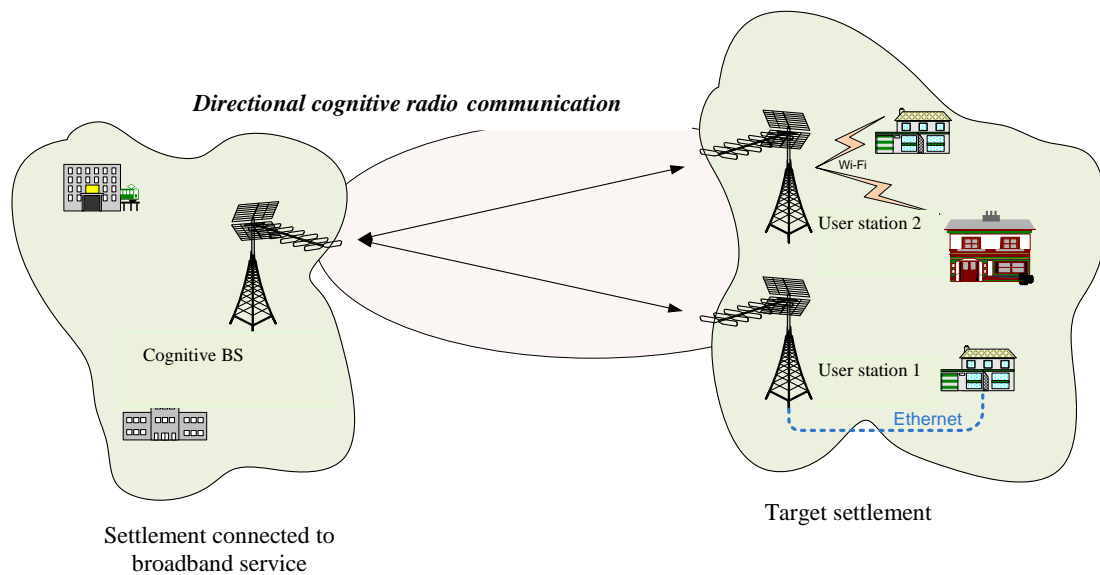 Directional cognitive radio communication
Wi-Fi
User station 2
Cognitive BS
User station 1
Ethernet
Target settlement
Settlement connected to
broadband service